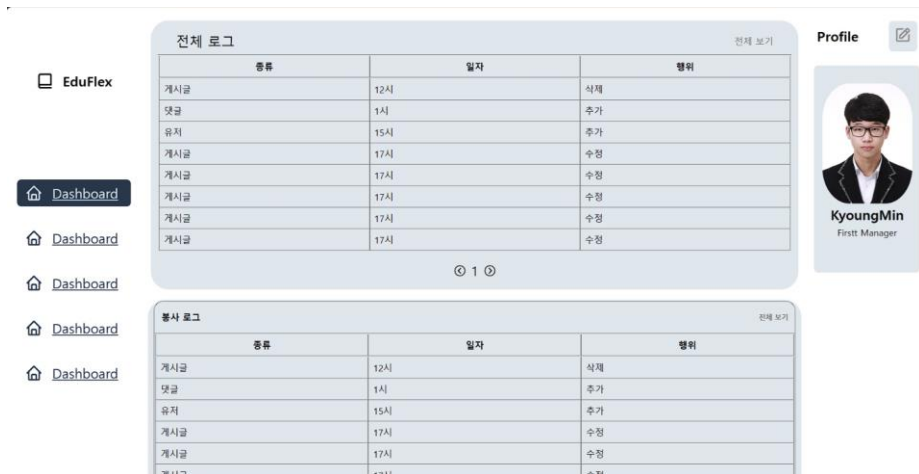 전체 로그
전체 보기
Profile
EduFlex
종류 일자 행위
게시글 12시 삭제
댓글 1시 추가
유저 15시 추가
게시글 17시 수정
게시글 17시 수정
게시글 17시 수정
게시글 17시 수정
게시글 17시 수정
1
Dashboard
Dashboard
Dashboard
Dashboard
Dashboard
KyoungMin
Firstt Manager
봉사 로그
전체 보기
종류 일자 행위
게시글 12시 삭제
댓글 1시 추가
유저 15시 추가
게시글 17시 수정
게시글 17시 수정